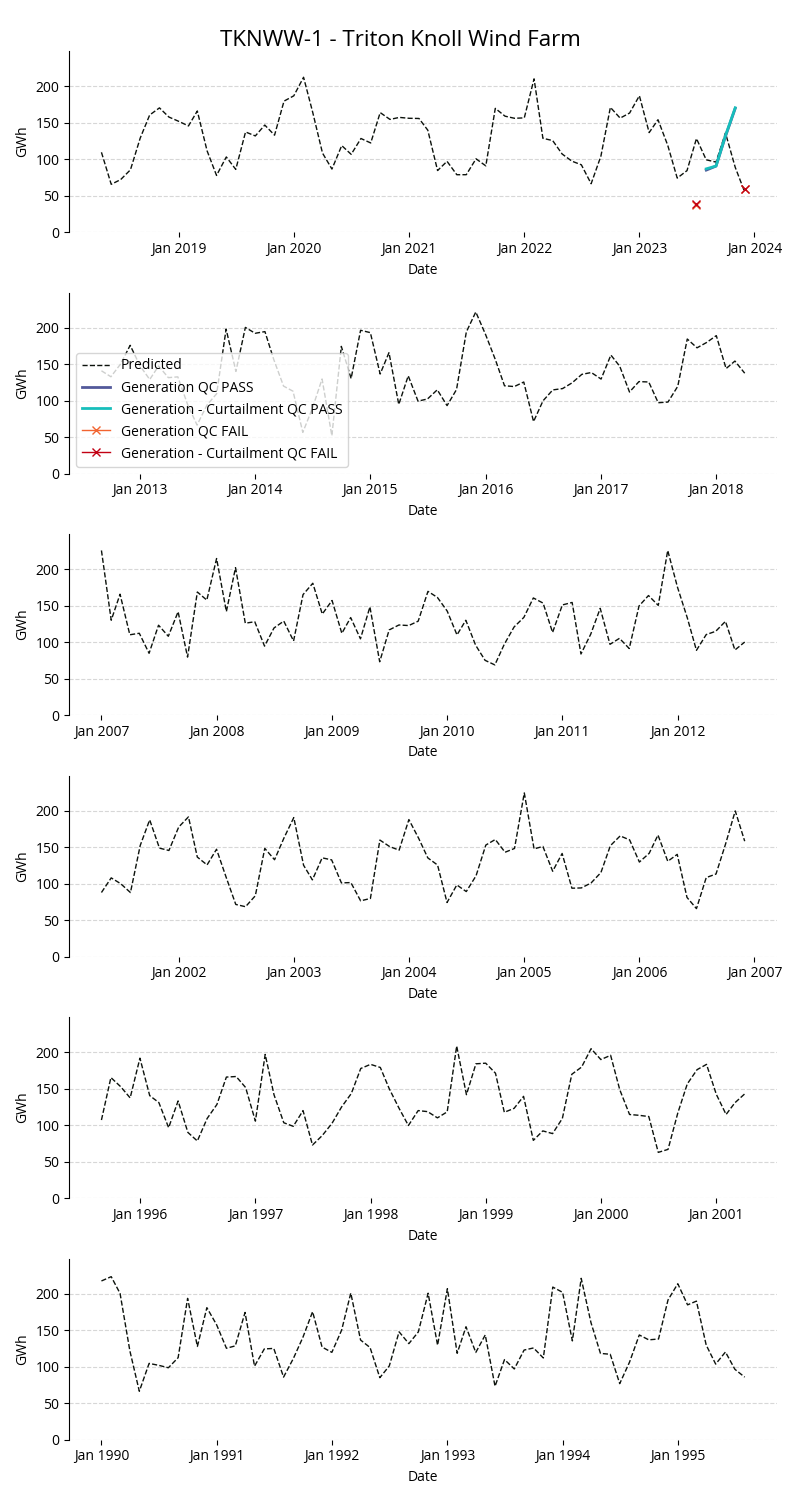 TKNWW-1 - Triton Knoll Wind Farm
200
150
100
50
0
GWh
Jan 2019 Jan 2020 Jan 2021 Jan 2022 Jan 2023 Jan 2024
Date
200
150
100
50
0
GWh
Predicted
Generation QC PASS
Generation - Curtailment QC PASS
Generation QC FAIL
Generation - Curtailment QC FAIL
Jan 2013 Jan 2014 Jan 2015 Jan 2016 Jan 2017 Jan 2018
Date
200
150
100
50
0
GWh
Jan 2007 Jan 2008 Jan 2009 Jan 2010 Jan 2011 Jan 2012
Date
200
150
100
50
0
GWh
Jan 2002 Jan 2003 Jan 2004 Jan 2005 Jan 2006 Jan 2007
Date
200
150
100
50
0
GWh
Jan 1996 Jan 1997 Jan 1998 Jan 1999 Jan 2000 Jan 2001
Date
200
150
100
50
0
GWh
Jan 1990 Jan 1991 Jan 1992 Jan 1993 Jan 1994 Jan 1995
Date